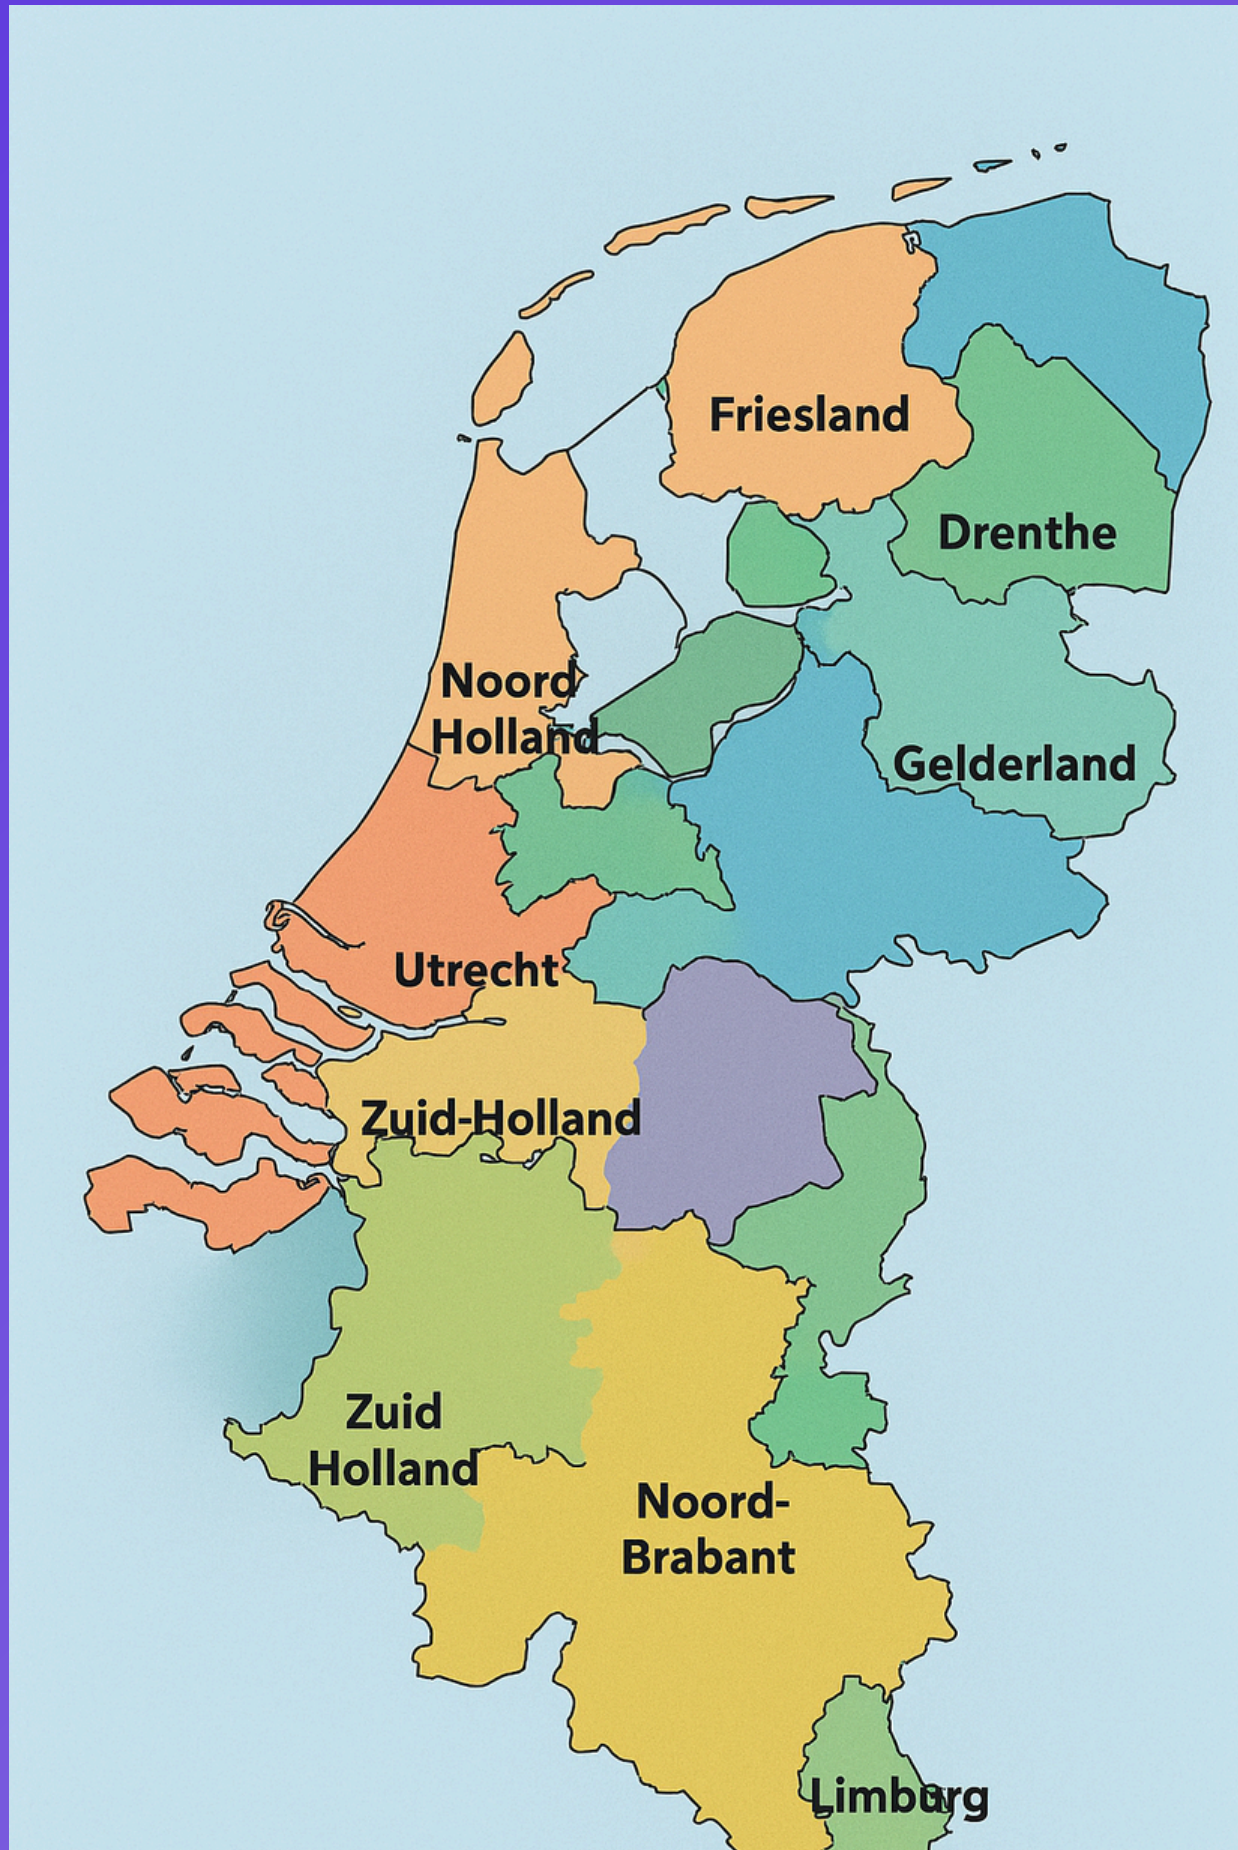 Friesland
Drenthe
Noord
Holland
Gelderland
Utrecht
Zuid-Holland
Zuid
Holland
Noord-
Brabant
Limburg